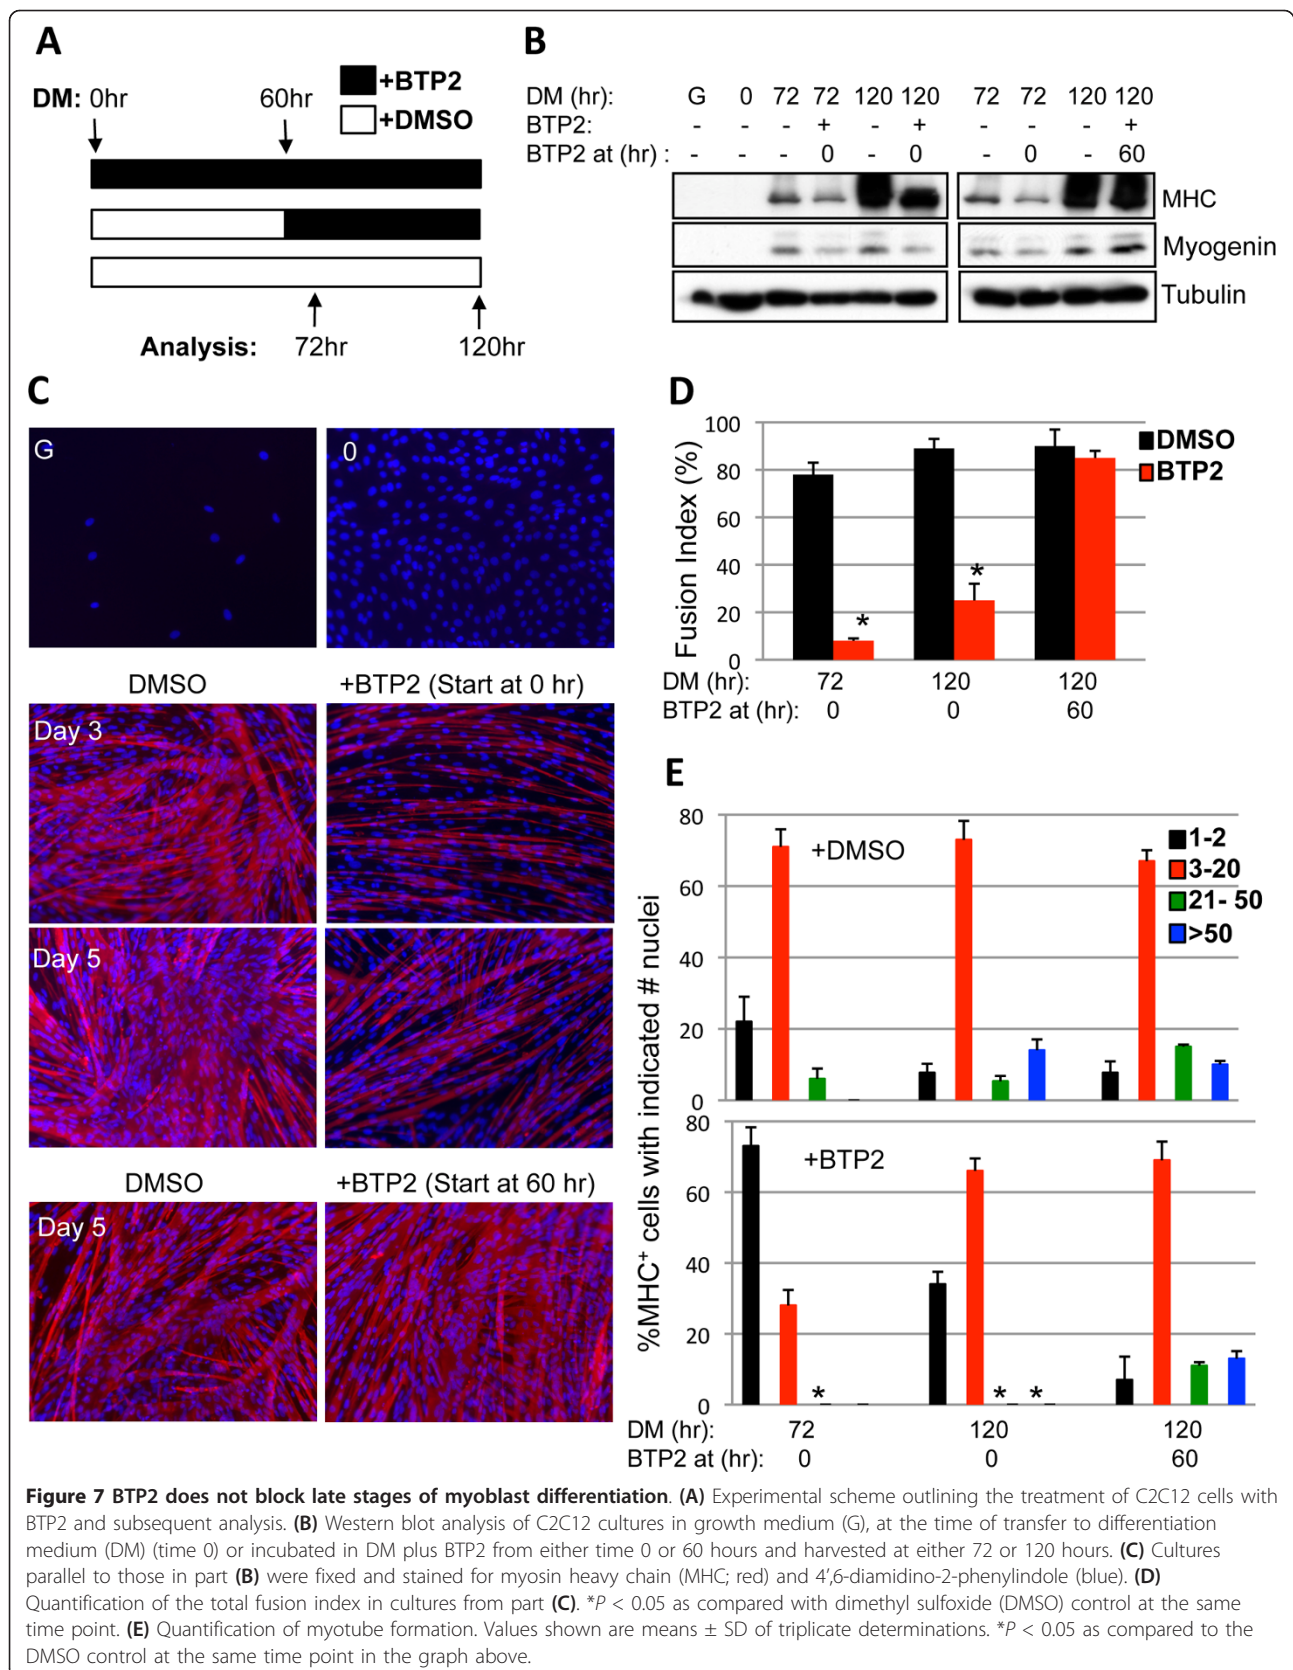 A
+BTP2
+DMSO
DM: 0hr 60hr
Analysis: 72hr 120hr
B
DM (hr): G 0 72 72 120 120 72 72 120 120
BTP2: - - - + - + - - - +
BTP2 at (hr) : - - - 0 - 0 - 0 - 60
MHC
Myogenin
Tubulin
C
G 0
DMSO +BTP2 (Start at 0 hr)
Day 3
Day 5
DMSO +BTP2 (Start at 60 hr)
Day 5
D
Fusion Index (%)
100
80
60
40
20
0
* *
DMSO
BTP2
DM (hr): 72 120 120
BTP2 at (hr): 0 0 60
E
%MHC+ cells with indicated # nuclei
80
60
40
20
0
+DMSO
1-2
3-20
21- 50
>50
80
60
40
20
0
+BTP2
* * *
DM (hr): 72 120 120
BTP2 at (hr): 0 0 60
Figure 7 BTP2 does not block late stages of myoblast differentiation. (A) Experimental scheme outlining the treatment of C2C12 cells with
BTP2 and subsequent analysis. (B) Western blot analysis of C2C12 cultures in growth medium (G), at the time of transfer to differentiation
medium (DM) (time 0) or incubated in DM plus BTP2 from either time 0 or 60 hours and harvested at either 72 or 120 hours. (C) Cultures
parallel to those in part (B) were fixed and stained for myosin heavy chain (MHC; red) and 4′,6-diamidino-2-phenylindole (blue). (D)
Quantification of the total fusion index in cultures from part (C). *P < 0.05 as compared with dimethyl sulfoxide (DMSO) control at the same
time point. (E) Quantification of myotube formation. Values shown are means ± SD of triplicate determinations. *P < 0.05 as compared to the
DMSO control at the same time point in the graph above.